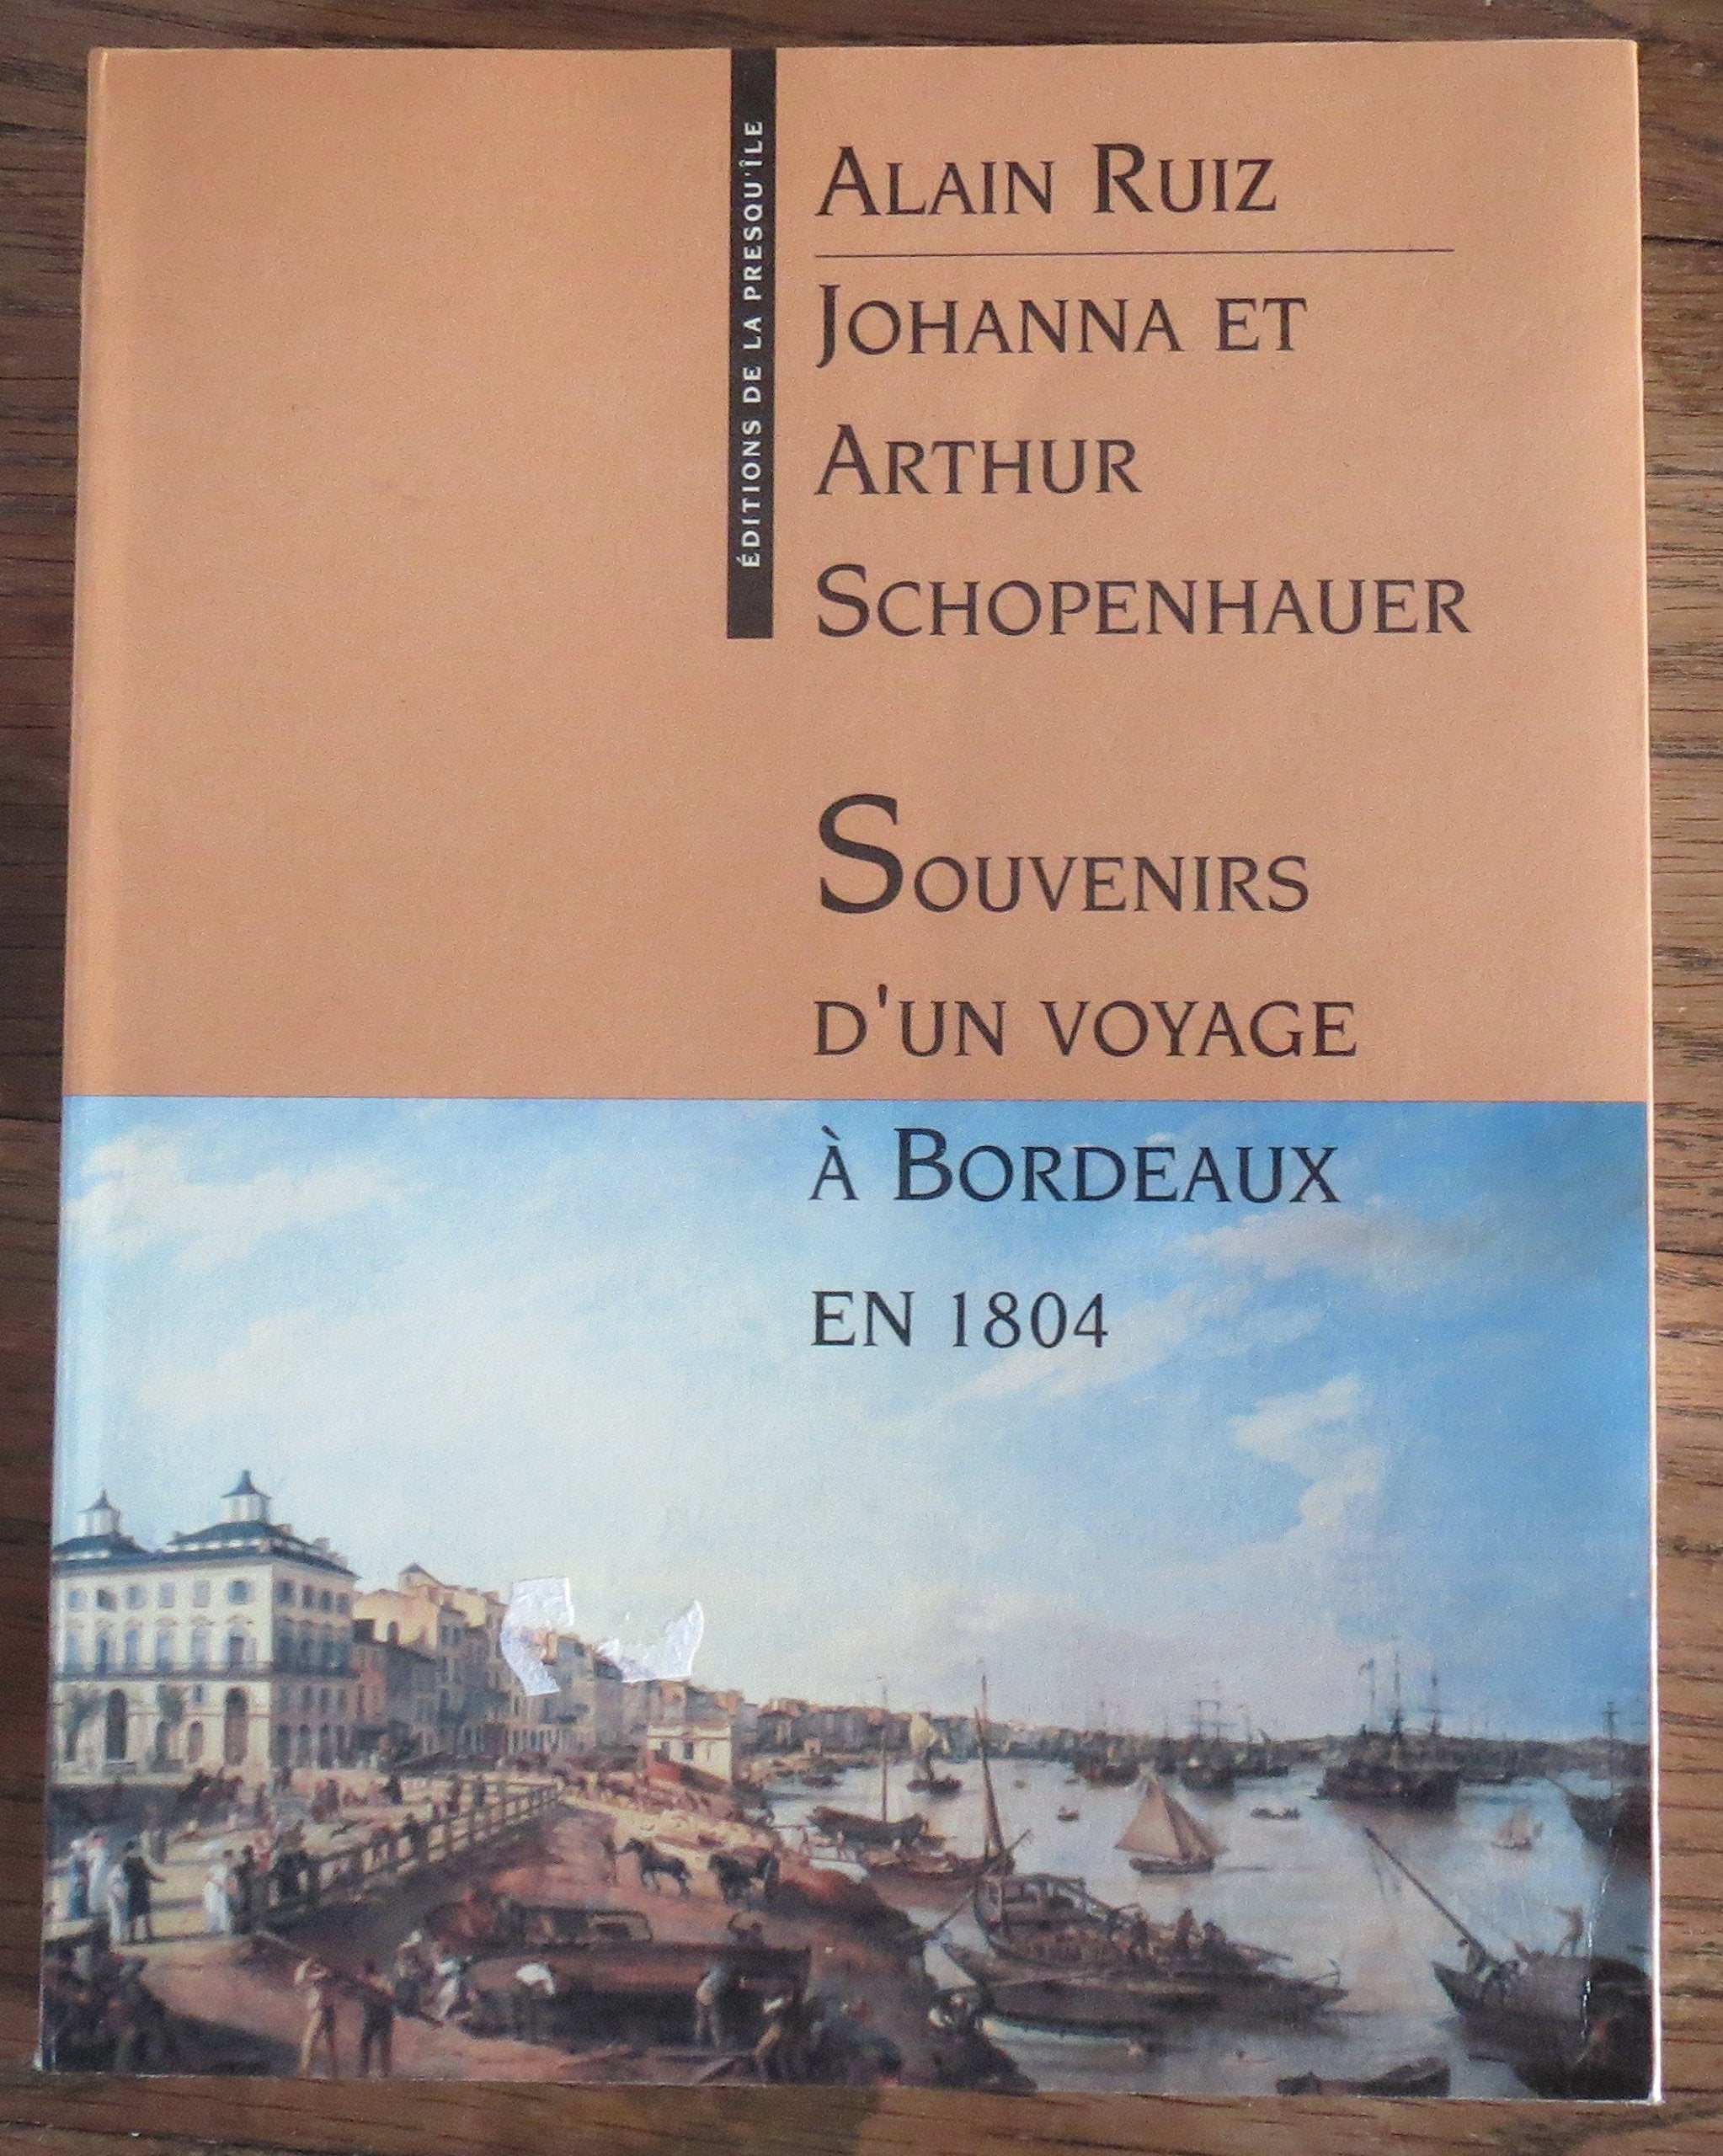 ÉDITIONS DE LA PRESQU'ÎLE
ALAIN RUIZ
JOHANNA ET
ARTHUR
SCHOPENHAUER
SOUVENIRS
D'UN VOYAGE
À BORDEAUX
EN 1804